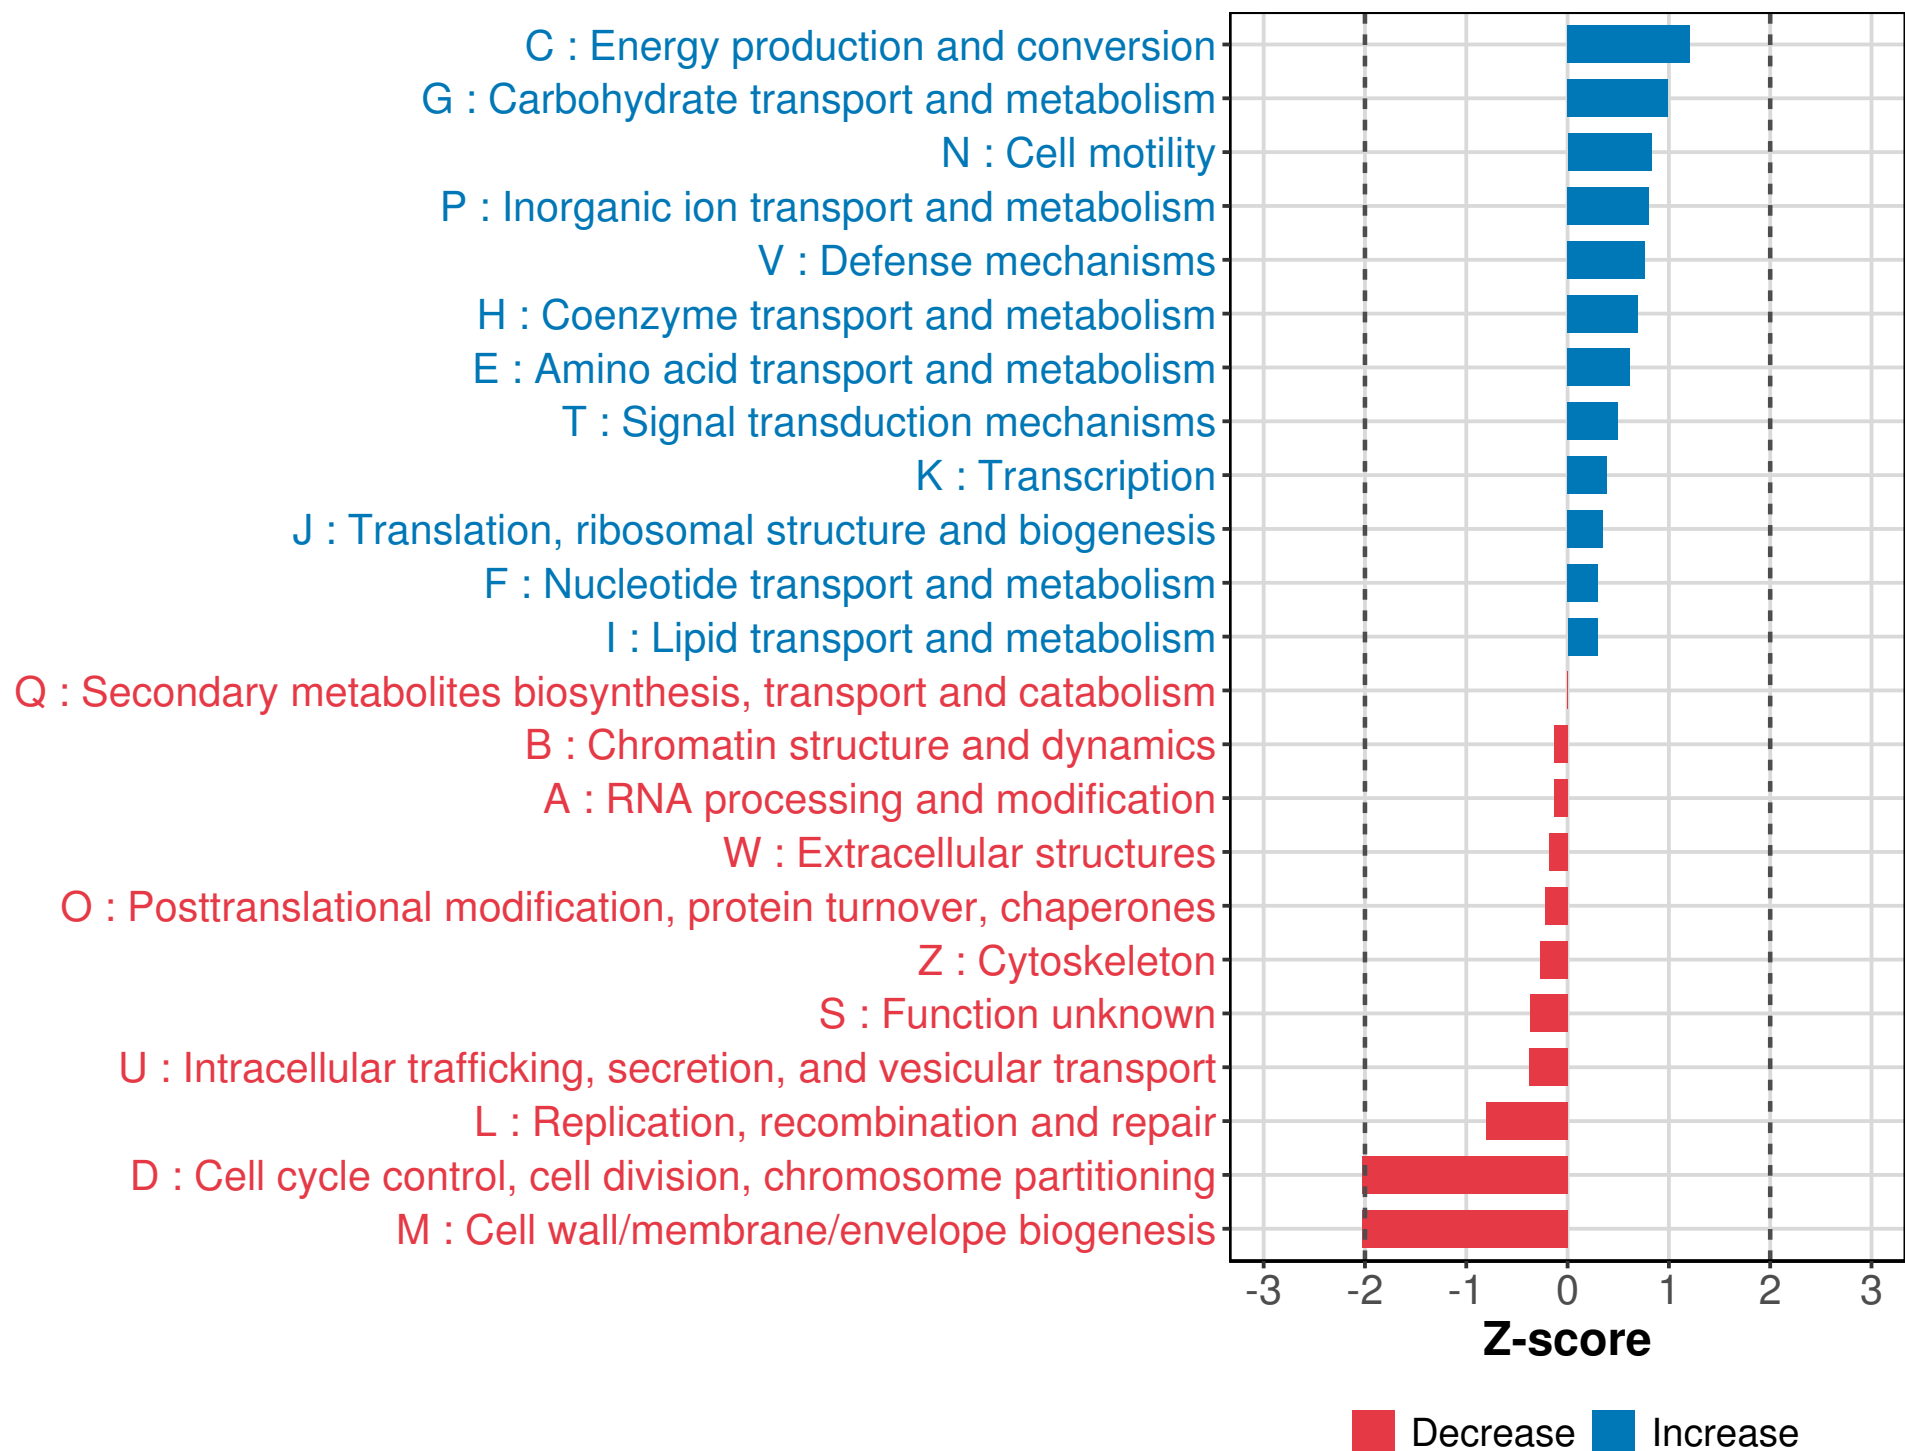 C : Energy production and conversion
G : Carbohydrate transport and metabolism
N : Cell motility
P : Inorganic ion transport and metabolism
V : Defense mechanisms
H : Coenzyme transport and metabolism
E : Amino acid transport and metabolism
T : Signal transduction mechanisms
K : Transcription
J : Translation, ribosomal structure and biogenesis
F : Nucleotide transport and metabolism
I : Lipid transport and metabolism
Q : Secondary metabolites biosynthesis, transport and catabolism
B : Chromatin structure and dynamics
A : RNA processing and modification
W : Extracellular structures
O : Posttranslational modification, protein turnover, chaperones
Z : Cytoskeleton
S : Function unknown
U : Intracellular trafficking, secretion, and vesicular transport
L : Replication, recombination and repair
D : Cell cycle control, cell division, chromosome partitioning
M : Cell wall/membrane/envelope biogenesis
-3 -2 -1 0 1 2 3
Z-score
Decrease Increase